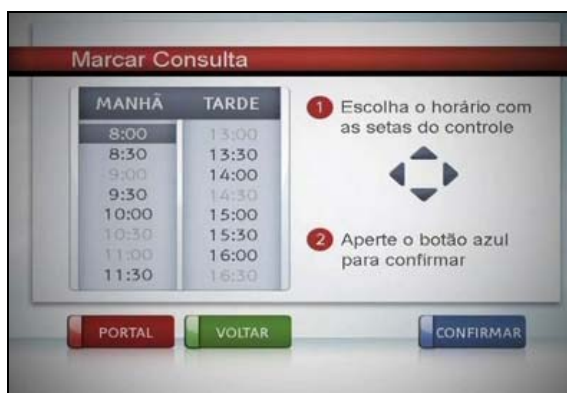 Marcar Consulta
MANHÃ TARDE
8:00 13:00
8:30 13:30
9:00 14:00
9:30 14:30
10:00 15:00
10:30 15:30
11:00 16:00
11:30 16:30
1 Escolha o horário com
as setas do controle
2 Aperte o botão azul
para confirmar
PORTAL VOLTAR CONFIRMAR